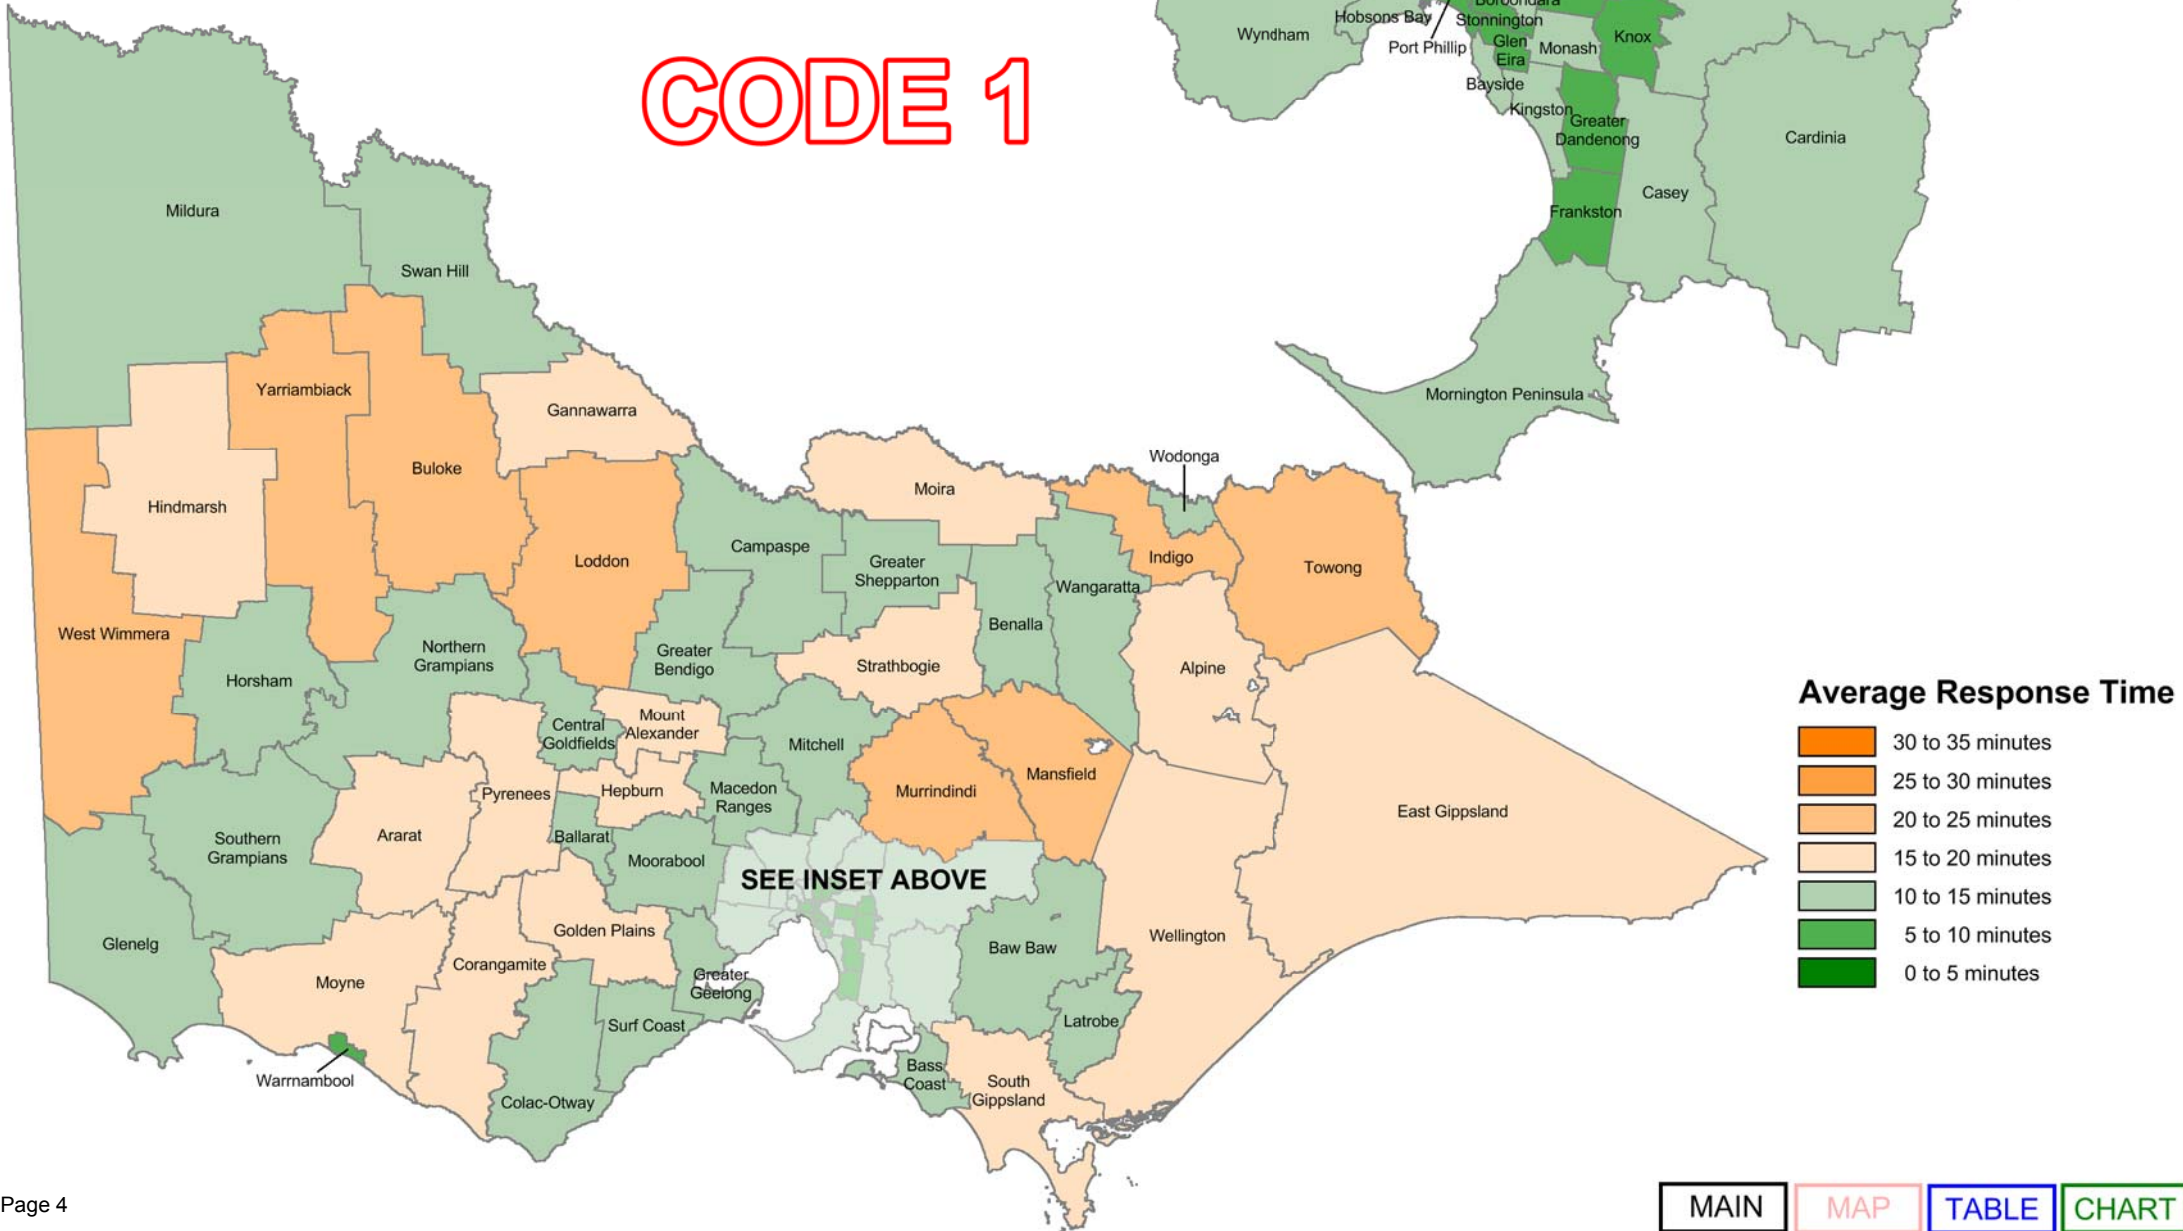 Boroondara
Hobsons Bay
Stonnington
Wyndham
Port Phillip
Glen
Eira
Monash
Knox
Bayside
Kingston
Greater
Dandenong
Cardinia
Casey
Frankston
Mornington Peninsula
CODE 1
Mildura
Swan Hill
Yarriambiack
Gannawarra
Buloke
Hindmarsh
Moira
Wodonga
Loddon
Campaspe
Greater
Shepparton
Indigo
Towong
Wangaratta
Benalla
West Wimmera
Horsham
Northern
Grampians
Greater
Bendigo
Strathbogie
Alpine
Central
Goldfields
Mount
Alexander
Mitchell
Mansfield
Murrindindi
Pyrenees
Hepburn
Macedon
Ranges
East Gippsland
Southern
Grampians
Ararat
Ballarat
Moorabool
SEE INSET ABOVE
Glenelg
Golden Plains
Wellington
Baw Baw
Corangamite
Moyne
Greater
Geelong
Surf Coast
Latrobe
Warrnambool
Bass
Coast
South
Gippsland
Colac-Otway
Average Response Time
30 to 35 minutes
25 to 30 minutes
20 to 25 minutes
15 to 20 minutes
10 to 15 minutes
5 to 10 minutes
0 to 5 minutes
Page 4
MAIN
MAP
TABLE
CHART